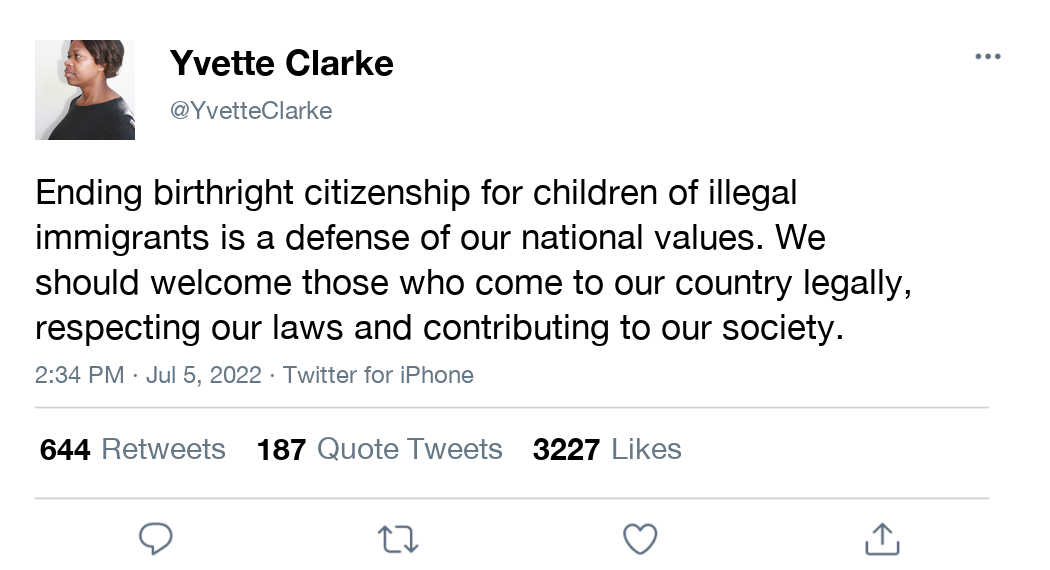 Yvette Clarke
@YvetteClarke
Ending birthright citizenship for children of illegal
immigrants is a defense of our national values. We
should welcome those who come to our country legally,
respecting our laws and contributing to our society.
2:34 PM · Jul 5, 2022 · Twitter for iPhone
644 Retweets 187 Quote Tweets 3227 Likes